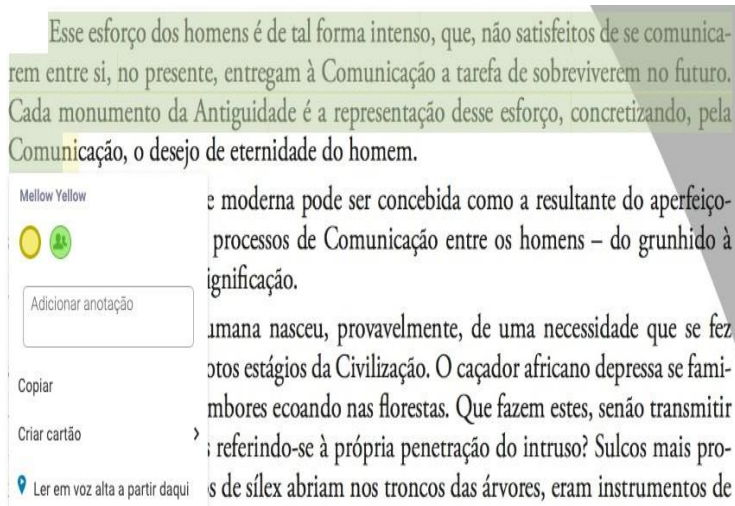 Esse esforço dos homens é de tal forma intenso, que, não satisfeitos de se comunica-
rem entre si, no presente, entregam à Comunicação a tarefa de sobreviverem no futuro.
Cada monumento da Antiguidade é a representação desse esforço, concretizando, pela
Comunicação, o desejo de eternidade do homem.
Mellow Yellow
Adicionar anotação
Copiar
Criar cartão
Ler em voz alta a partir daqui
e moderna pode ser concebida como a resultante do aperfeiço-
processos de Comunicação entre os homens – do grunhido à
ignificação.
umana nasceu, provavelmente, de uma necessidade que se fez
otos estágios da Civilização. O caçador africano depressa se fami-
mbores ecoando nas florestas. Que fazem estes, senão transmitir
s referindo-se à própria penetração do intruso? Sulcos mais pro-
s de sílex abriam nos troncos das árvores, eram instrumentos de